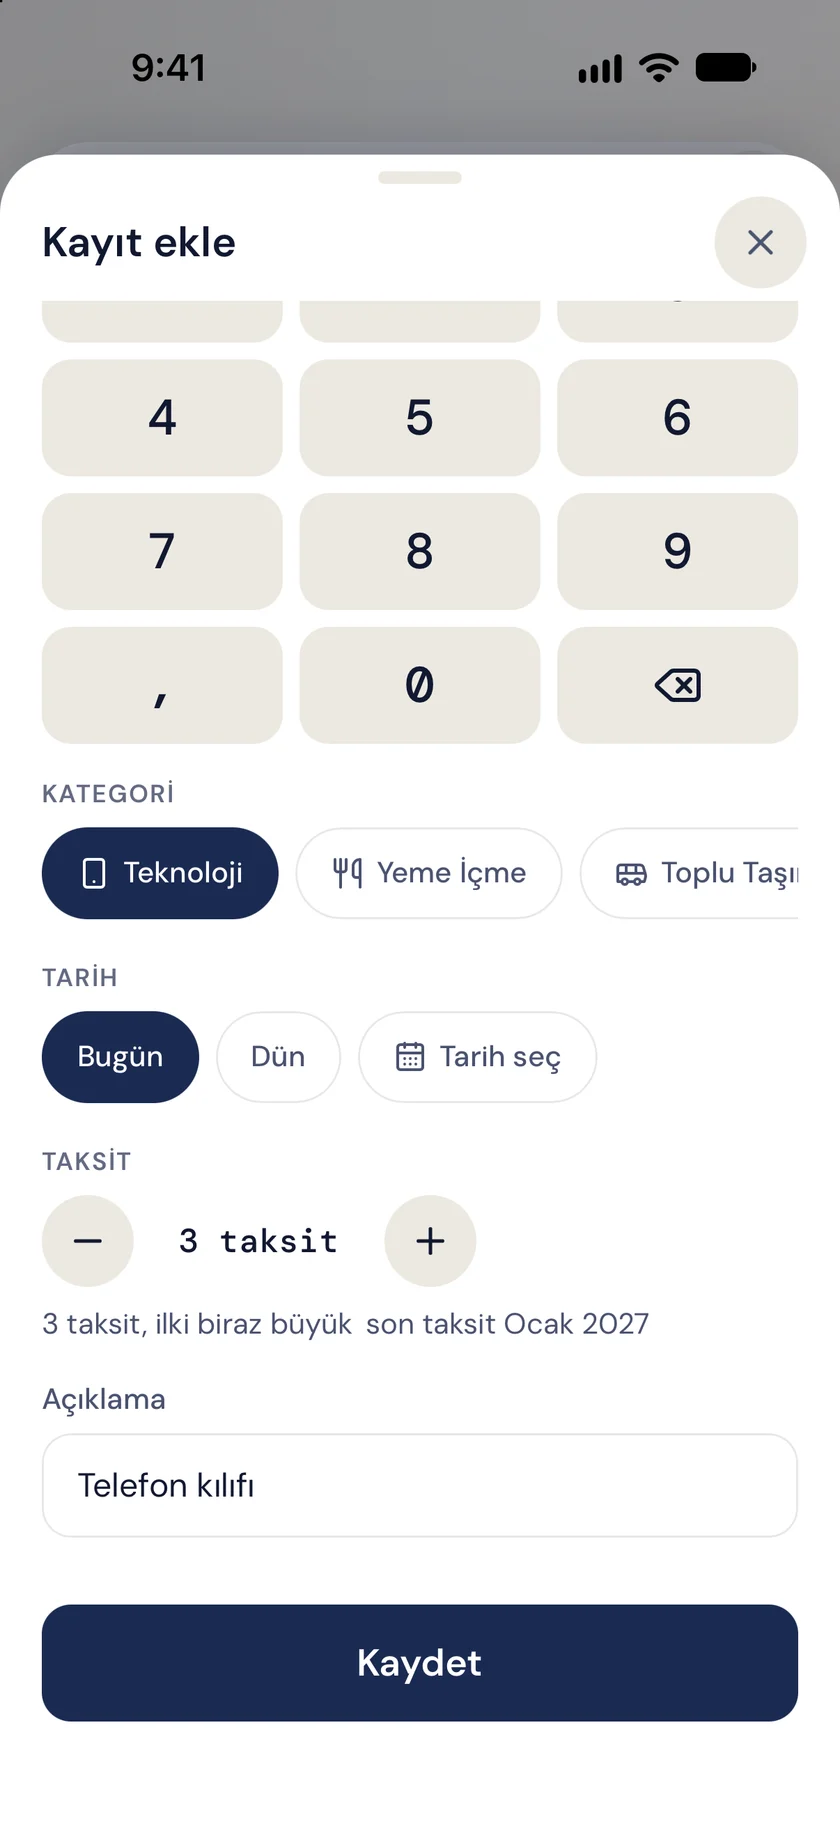 9:41
Kayıt ekle
4 5 6
7 8 9
, 0
KATEGORİ
Teknoloji Yeme İçme Toplu
TARİH
Bugün Dün Tarih seç
TAKSİT
3 taksit
3 taksit, ilki biraz büyük son taksit Ocak 2027
Açıklama
Telefon kılıfı
Kaydet